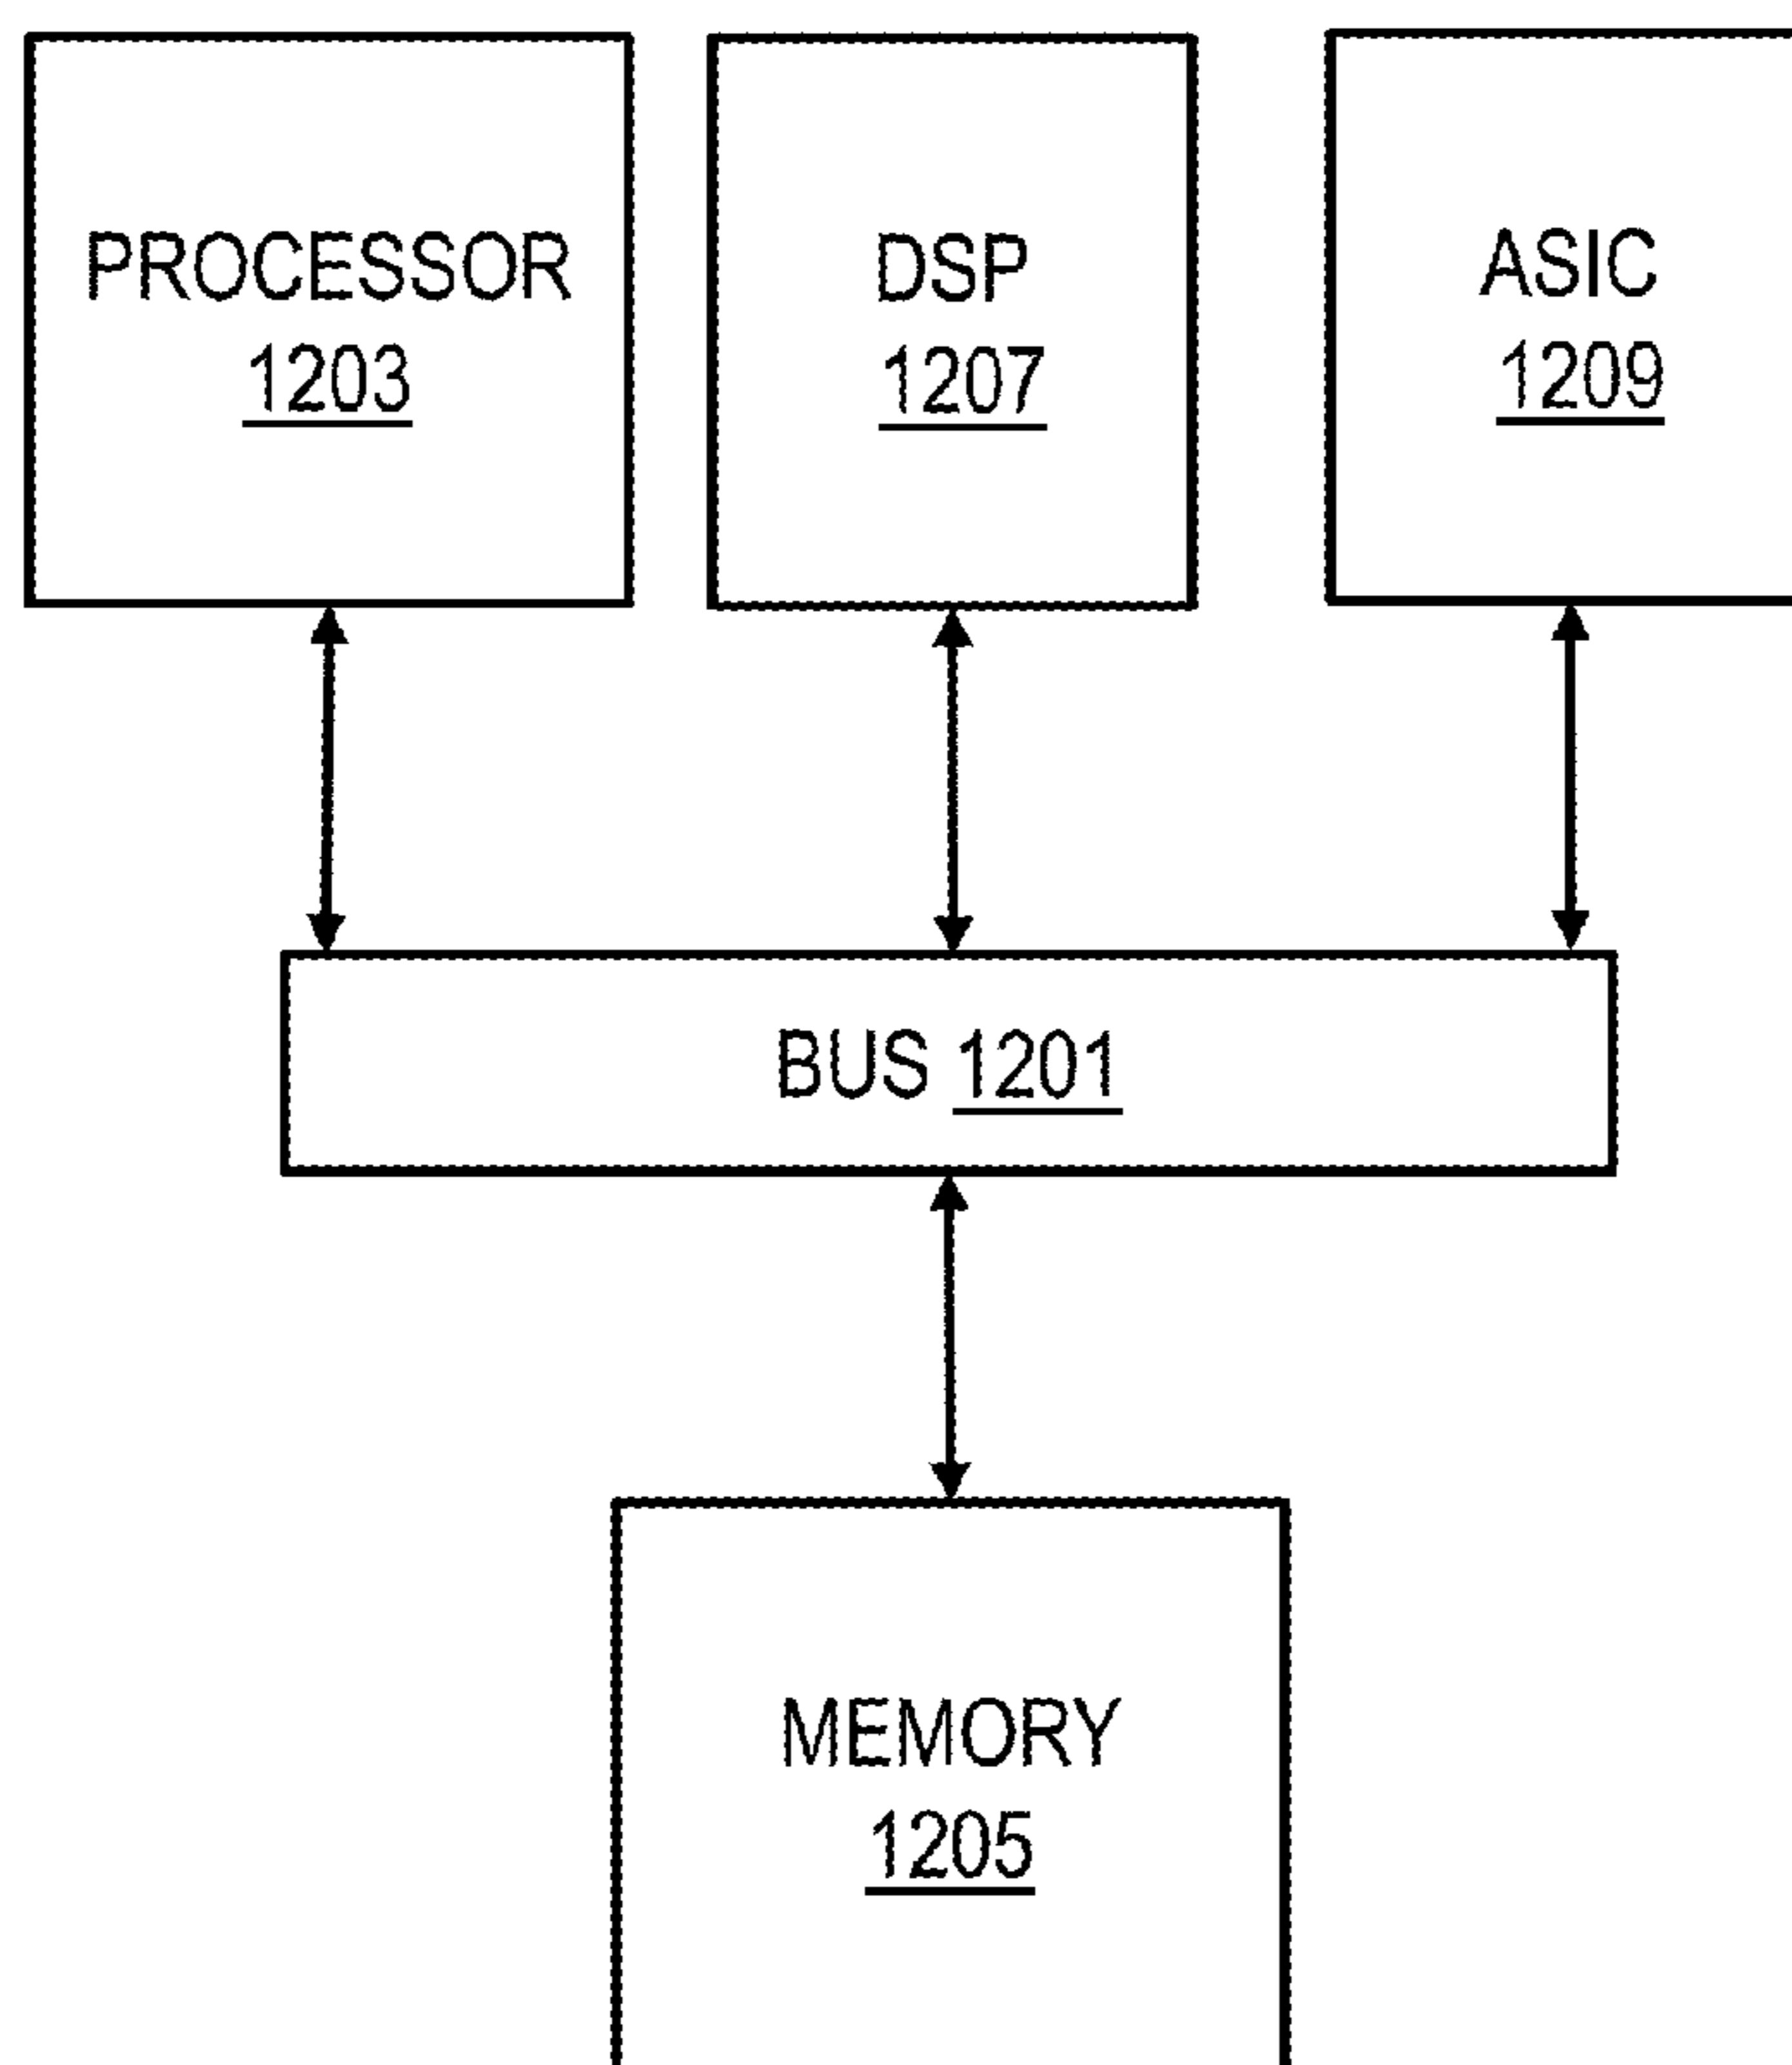 PROCESSOR
1203
DSP
1207
ASIC
1209
BUS 1201
MEMORY
1205